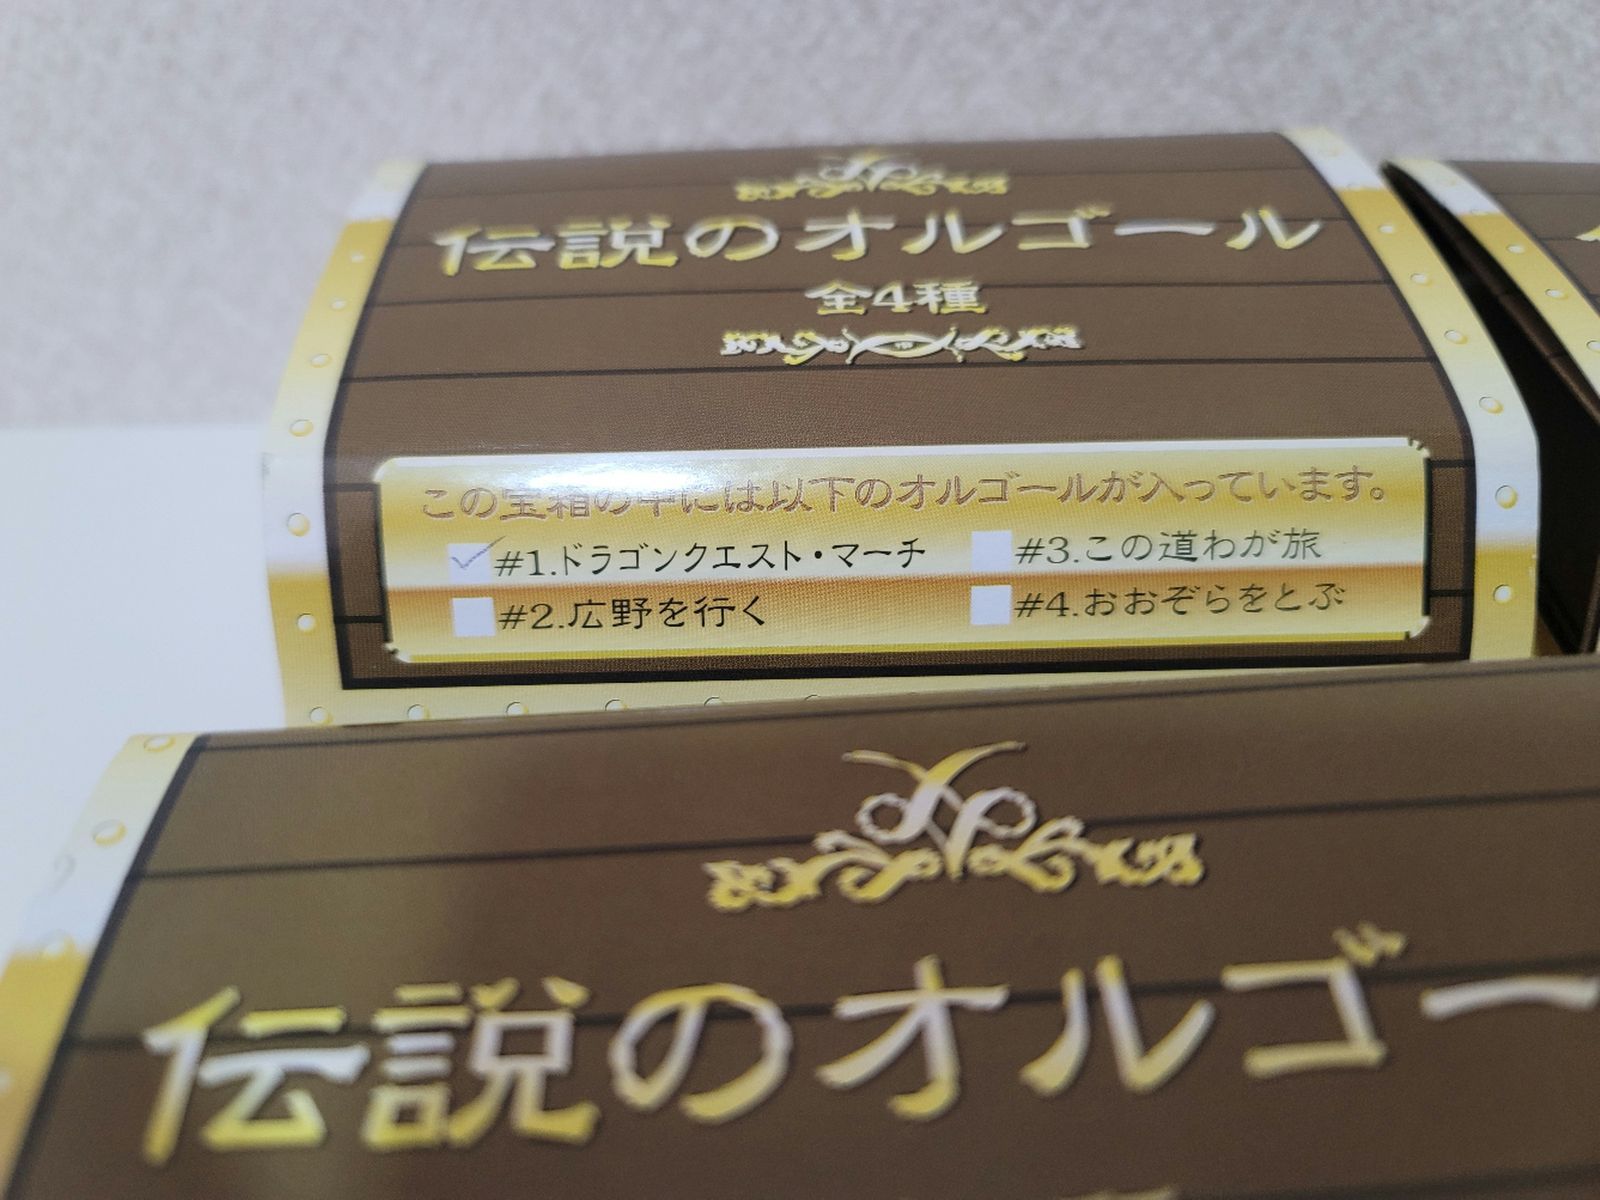 伝説のオルゴール
全4種
この宝箱の中には以下のオルゴールが入っています。
#1.ドラゴンクエスト・マーチ
#2.広野を行く
#3.この道わが旅
#4.おおぞらをとぶ
伝説のオルゴー